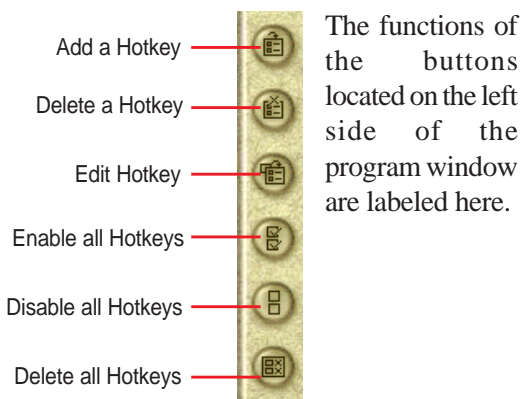 Add a Hotkey
Delete a Hotkey
Edit Hotkey
Enable all Hotkeys
Disable all Hotkeys
Delete all Hotkeys
The functions of
the buttons
located on the left
side of the
program window
are labeled here.